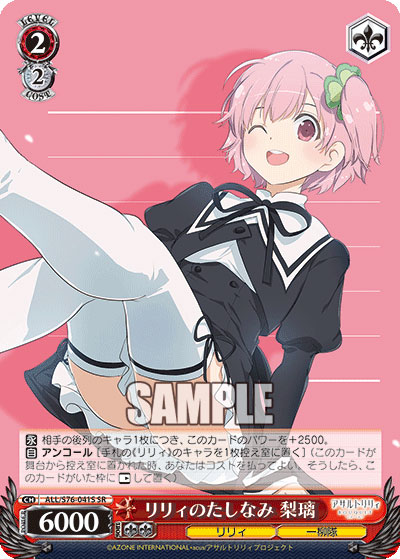 LEVEL
2
2
COST
SAMPLE
永 相手の後列のキャラ1枚につき、このカードのパワーを+2500。
自 アンコール [手札の《リリィ》のキャラを1枚控え室に置く] (このカードが
舞台から控え室に置かれた時、あなたはコストを払ってよい。そうしたら、こ
のカードがいた枠に レストして置く)
CH ALL/S76-041S SR
POWER
6000
リリィのたしなみ 梨璃
アサルトリリィ
リリィ
一柳隊
©AZONE INTERNATIONAL・acus/アサルトリリィプロジェクト